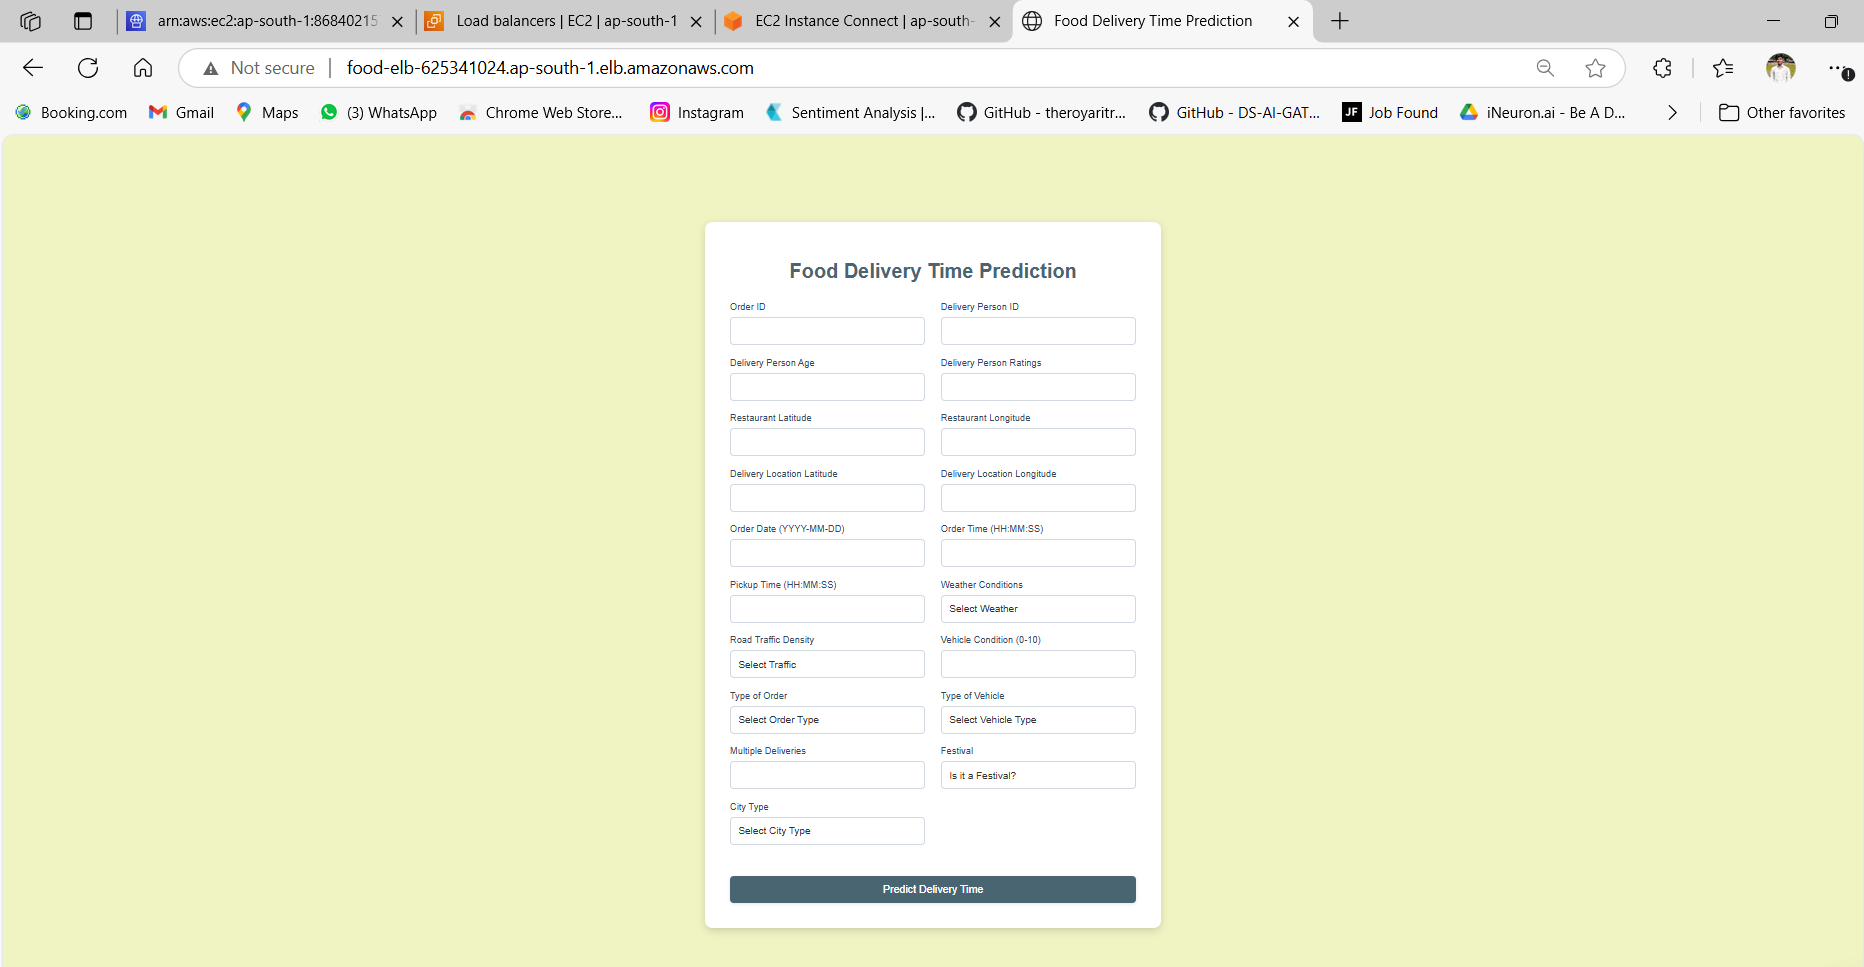 arn:aws:ec2:ap-south-1:86840215
Load balancers | EC2 | ap-south-1
EC2 Instance Connect | ap-south-
Food Delivery Time Prediction
Not secure
food-elb-625341024.ap-south-1.elb.amazonaws.com
Booking.com
Gmail
Maps
(3) WhatsApp
Chrome Web Store...
Instagram
Sentiment Analysis |...
GitHub - theroyaritr...
GitHub - DS-AI-GAT...
JF Job Found
iNeuron.ai - Be A D...
Other favorites
Food Delivery Time Prediction
Order ID
Delivery Person ID
Delivery Person Age
Delivery Person Ratings
Restaurant Latitude
Restaurant Longitude
Delivery Location Latitude
Delivery Location Longitude
Order Date (YYYY-MM-DD)
Order Time (HH:MM:SS)
Pickup Time (HH:MM:SS)
Weather Conditions
Select Weather
Road Traffic Density
Select Traffic
Vehicle Condition (0-10)
Type of Order
Select Order Type
Type of Vehicle
Select Vehicle Type
Multiple Deliveries
Festival
Is it a Festival?
City Type
Select City Type
Predict Delivery Time